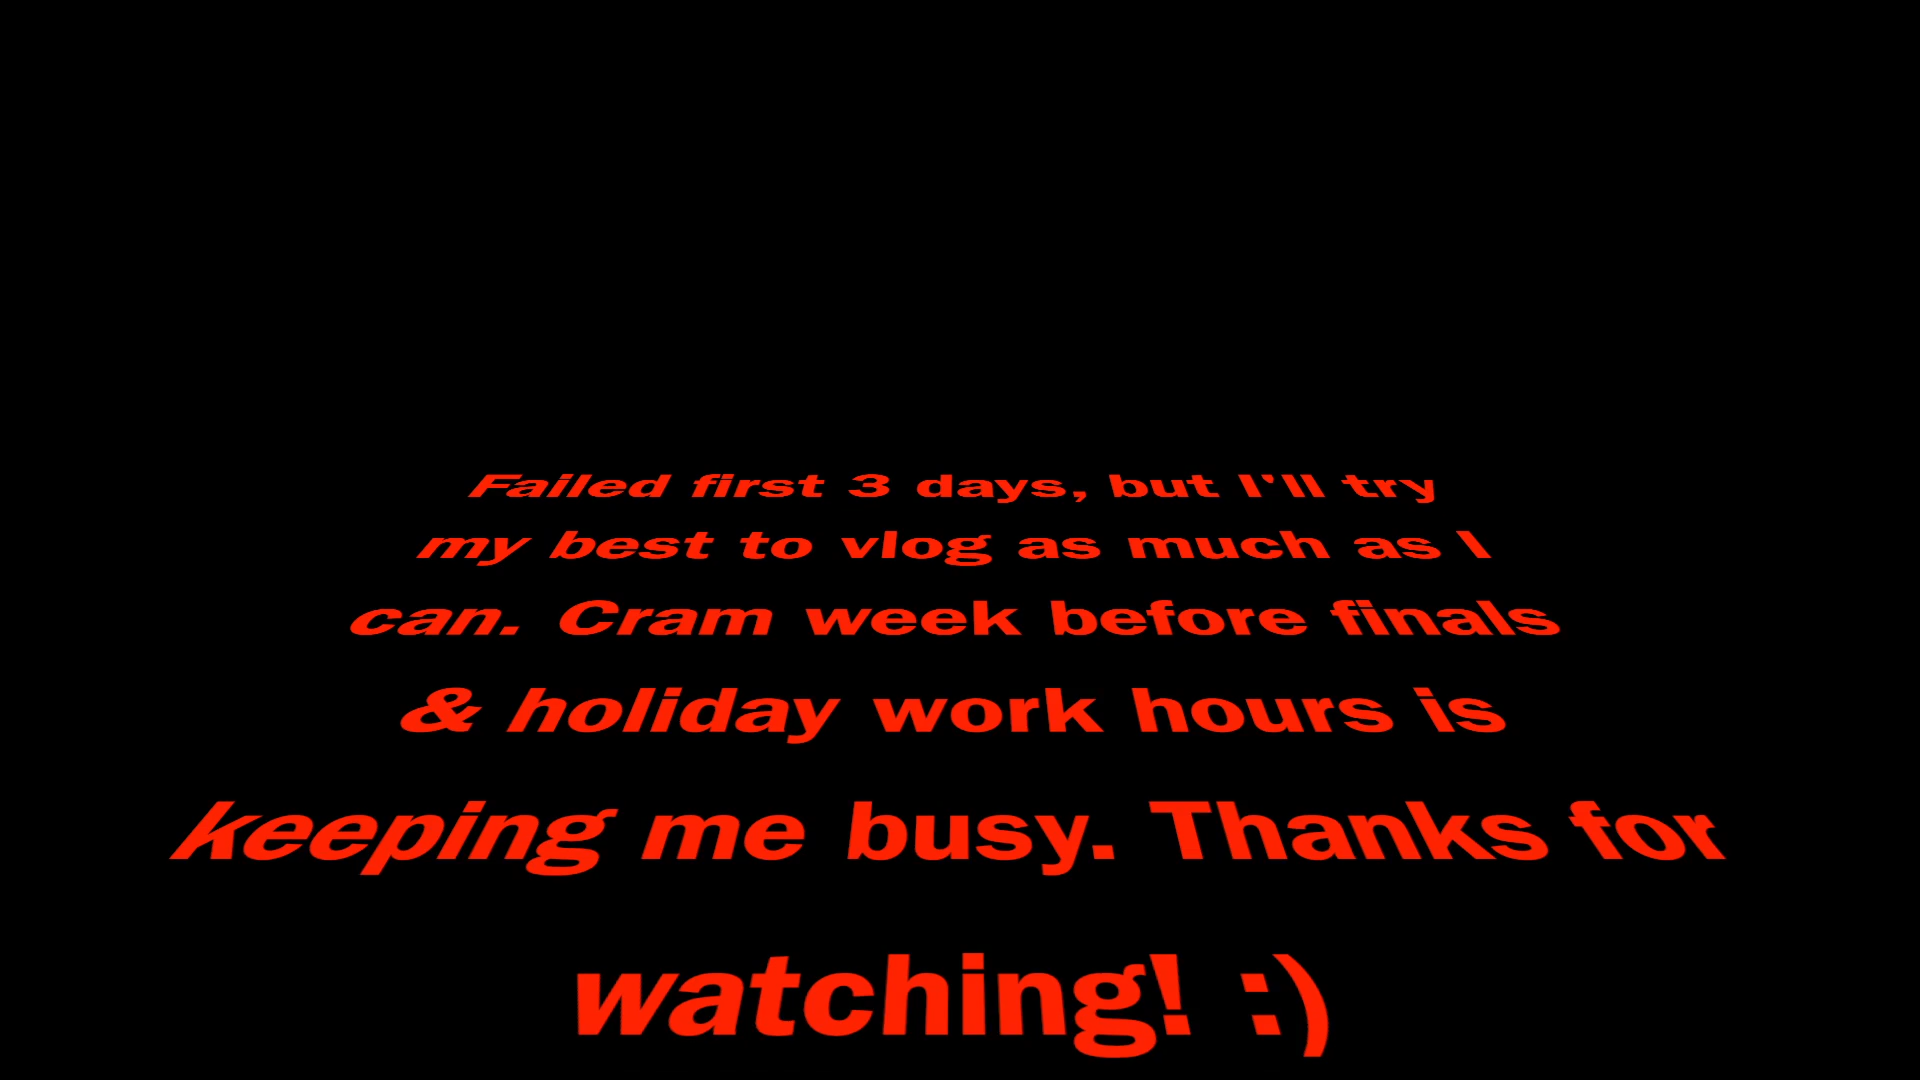 Failed first 3 days, but I'll try
my best to vlog as much as I
can. Cram week before finals
& holiday work hours is
keeping me busy. Thanks for
watching! :)